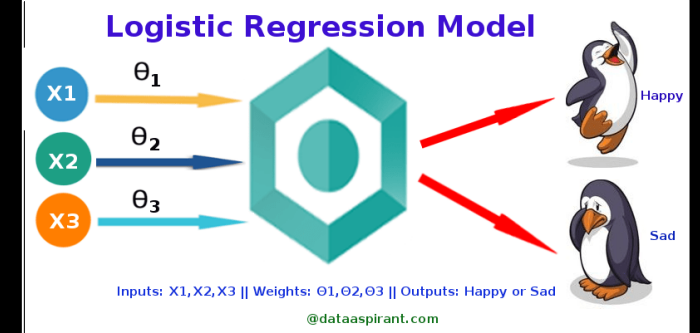 Logistic Regression Model
X1
Θ1
X2
Θ2
X3
Θ3
Happy
Sad
Inputs: X1,X2,X3 || Weights: Θ1,Θ2,Θ3 || Outputs: Happy or Sad
@dataaspirant.com